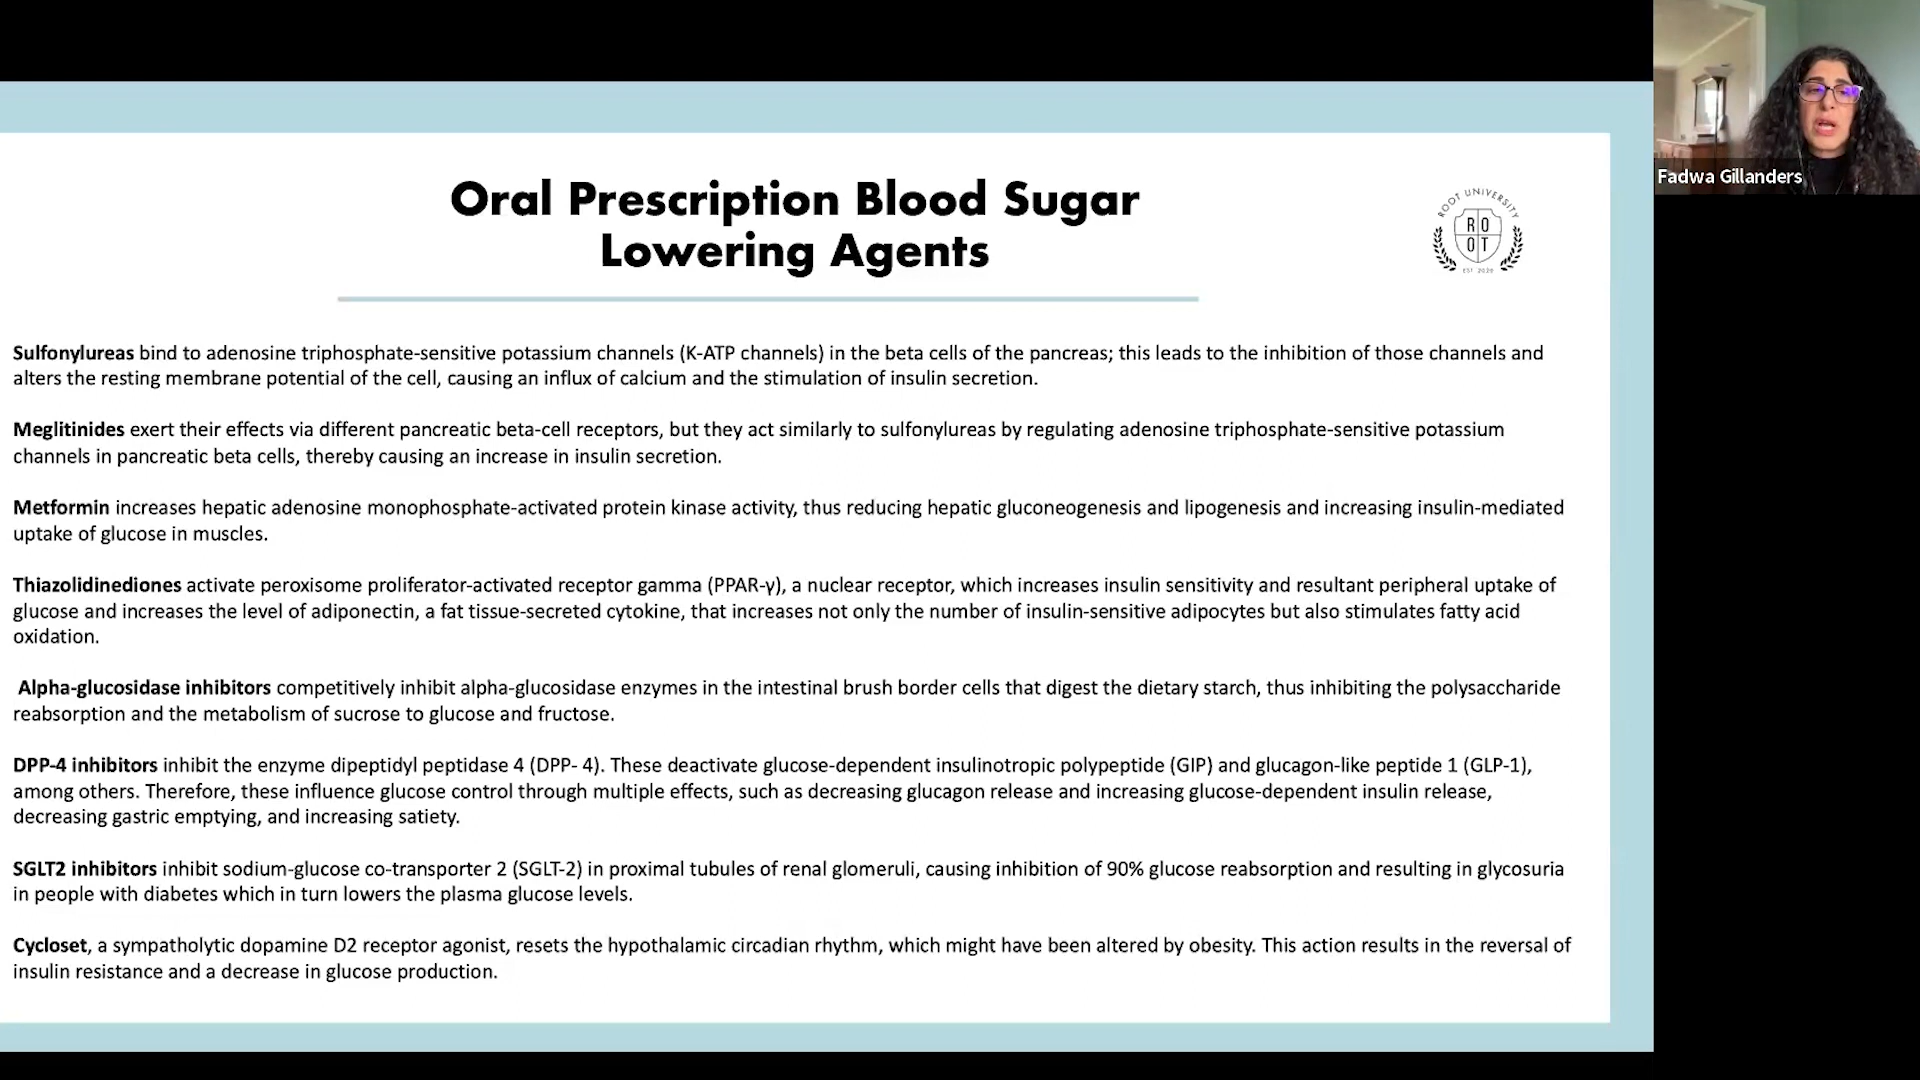 Oral Prescription Blood Sugar
Lowering Agents
ROOT UNIVERSITY
RO
OT
EST 2020
Fadwa Gillanders
Sulfonylureas bind to adenosine triphosphate-sensitive potassium channels (K-ATP channels) in the beta cells of the pancreas; this leads to the inhibition of those channels and
alters the resting membrane potential of the cell, causing an influx of calcium and the stimulation of insulin secretion.
Meglitinides exert their effects via different pancreatic beta-cell receptors, but they act similarly to sulfonylureas by regulating adenosine triphosphate-sensitive potassium
channels in pancreatic beta cells, thereby causing an increase in insulin secretion.
Metformin increases hepatic adenosine monophosphate-activated protein kinase activity, thus reducing hepatic gluconeogenesis and lipogenesis and increasing insulin-mediated
uptake of glucose in muscles.
Thiazolidinediones activate peroxisome proliferator-activated receptor gamma (PPAR-γ), a nuclear receptor, which increases insulin sensitivity and resultant peripheral uptake of
glucose and increases the level of adiponectin, a fat tissue-secreted cytokine, that increases not only the number of insulin-sensitive adipocytes but also stimulates fatty acid
oxidation.
Alpha-glucosidase inhibitors competitively inhibit alpha-glucosidase enzymes in the intestinal brush border cells that digest the dietary starch, thus inhibiting the polysaccharide
reabsorption and the metabolism of sucrose to glucose and fructose.
DPP-4 inhibitors inhibit the enzyme dipeptidyl peptidase 4 (DPP- 4). These deactivate glucose-dependent insulinotropic polypeptide (GIP) and glucagon-like peptide 1 (GLP-1),
among others. Therefore, these influence glucose control through multiple effects, such as decreasing glucagon release and increasing glucose-dependent insulin release,
decreasing gastric emptying, and increasing satiety.
SGLT2 inhibitors inhibit sodium-glucose co-transporter 2 (SGLT-2) in proximal tubules of renal glomeruli, causing inhibition of 90% glucose reabsorption and resulting in glycosuria
in people with diabetes which in turn lowers the plasma glucose levels.
Cycloset, a sympatholytic dopamine D2 receptor agonist, resets the hypothalamic circadian rhythm, which might have been altered by obesity. This action results in the reversal of
insulin resistance and a decrease in glucose production.